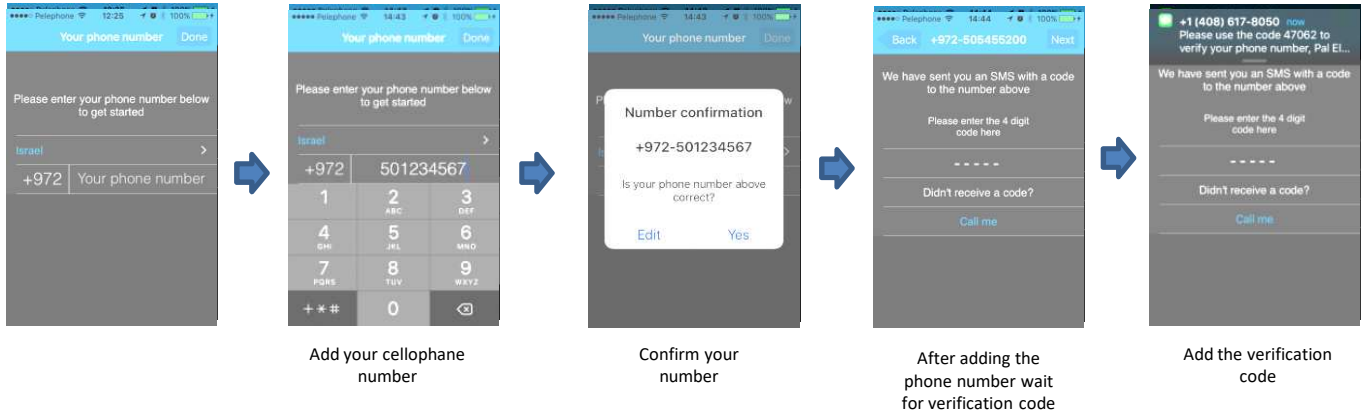 Pelephone 12:25 100%
Your phone number Done
Please enter your phone number below
to get started
Israel
+972 Your phone number
Pelephone 14:43 100%
Your phone number Done
Please enter your phone number below
to get started
Israel
+972 501234567
1 2 3
ABC DEF
4 5 6
GHI JKL MNO
7 8 9
PQRS TUV WXYZ
+*# 0
Add your cellophane
number
Pelephone 14:43 100%
Your phone number Done
Number confirmation
+972-501234567
Is your phone number above
correct?
Edit Yes
Confirm your
number
Pelephone 14:44 100%
Back +972-505455200 Next
We have sent you an SMS with a code
to the number above
Please enter the 4 digit
code here
- - - - -
Didn't receive a code?
Call me
After adding the
phone number wait
for verification code
+1 (408) 617-8050 now
Please use the code 47062 to
verify your phone number, Pal El...
We have sent you an SMS with a code
to the number above
Please enter the 4 digit
code here
- - - - -
Didn't receive a code?
Call me
Add the verification
code